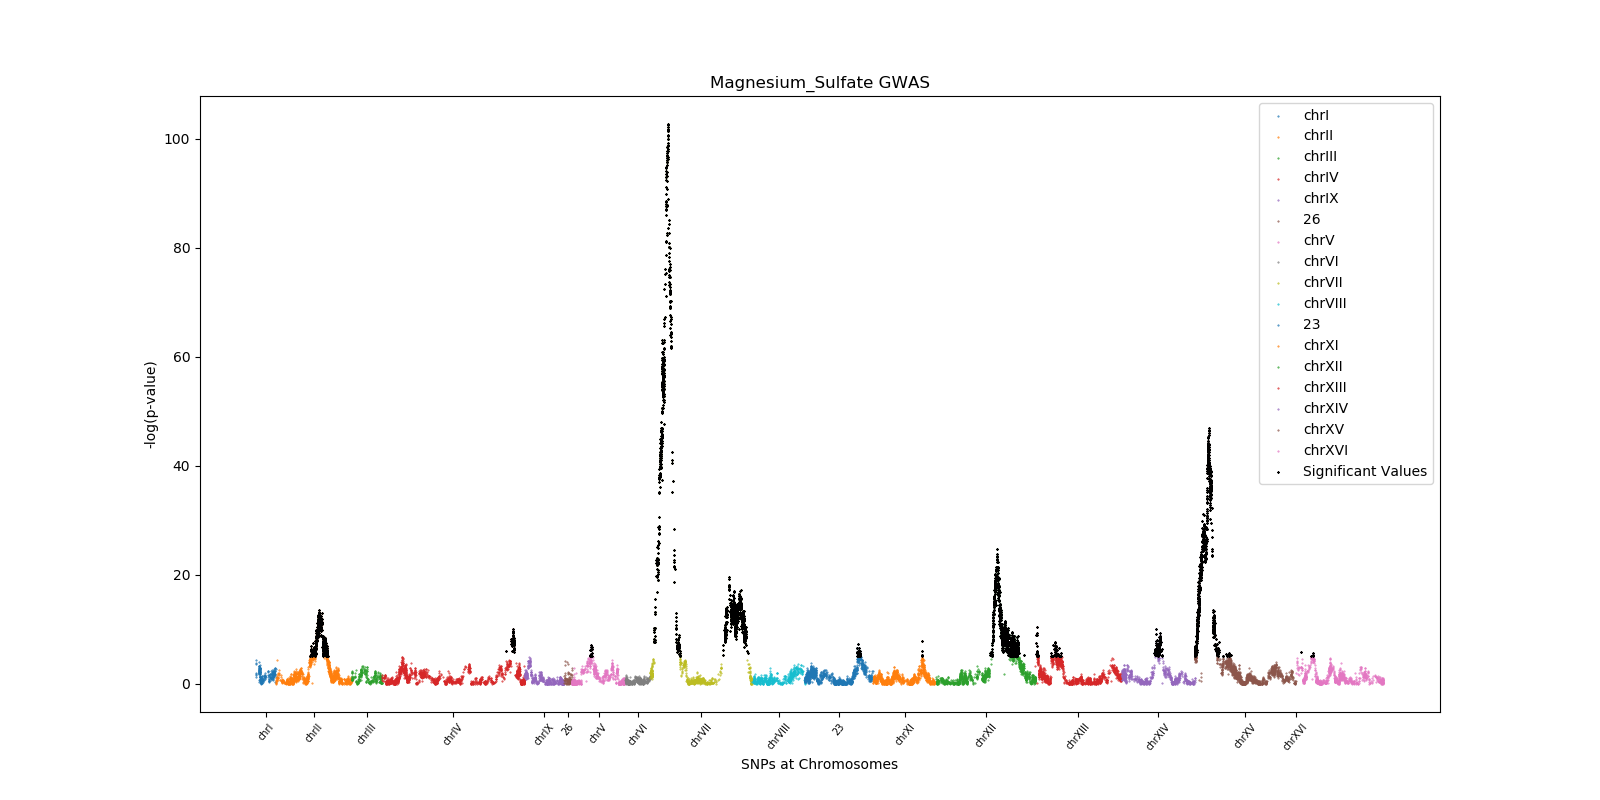 Magnesium_Sulfate GWAS
100
80
60
40
20
0
-log(p-value)
chrI
chrII
chrIII
chrIV
chrIX
26
chrV
chrVI
chrVII
chrVIII
23
chrXI
chrXII
chrXIII
chrXIV
chrXV
chrXVI
Significant Values
chrI
chrII
chrIII
chrIV
chrIX
26
chrV
chrVI
chrVII
chrVIII
23
chrXI
chrXII
chrXIII
chrXIV
chrXV
chrXVI
SNPs at Chromosomes